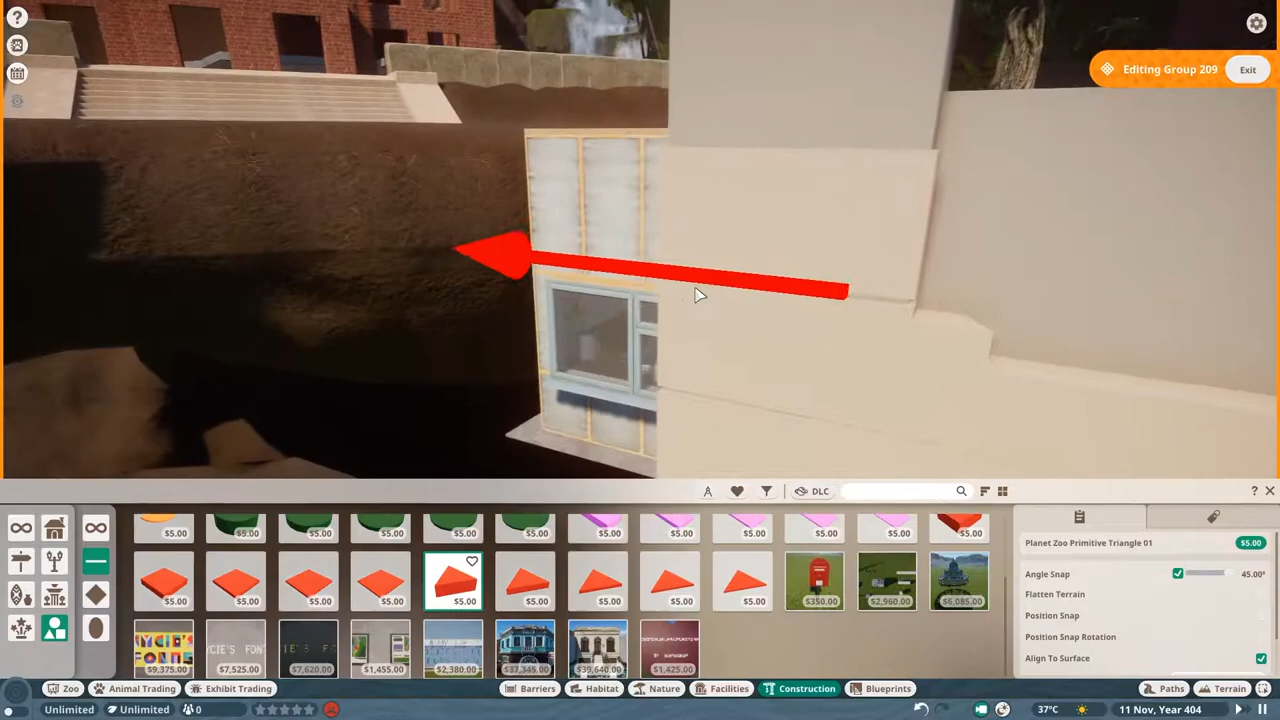 ?
Editing Group 209
Exit
DLC
? ×
$5.00 $5.00 $5.00 $5.00 $5.00 $5.00 $5.00 $5.00 $5.00 $5.00 $5.00 $5.00
Planet Zoo Primitive Triangle 01 $5.00
Angle Snap 45.00°
Flatten Terrain
Position Snap
Position Snap Rotation
Align To Surface
$5.00 $5.00 $5.00 $5.00 $5.00 $5.00 $5.00 $5.00 $5.00 $350.00 $2,960.00 $6,085.00
$9,375.00 $7,525.00 $7,620.00 $1,455.00 $2,380.00 $37,345.00 $39,640.00 $1,425.00
Zoo Animal Trading Exhibit Trading Barriers Habitat Nature Facilities Construction Blueprints Paths Terrain
Unlimited Unlimited 0 37°C 11 Nov, Year 404